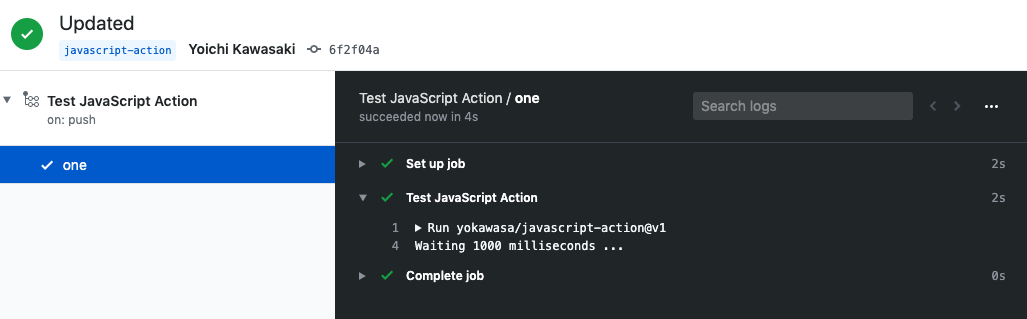 Updated
javascript-action Yoichi Kawasaki 6f2f04a
Test JavaScript Action
on: push
one
Test JavaScript Action / one
succeeded now in 4s
Search logs
Set up job 2s
Test JavaScript Action 2s
1 Run yokawasa/javascript-action@v1
4 Waiting 1000 milliseconds ...
Complete job 0s